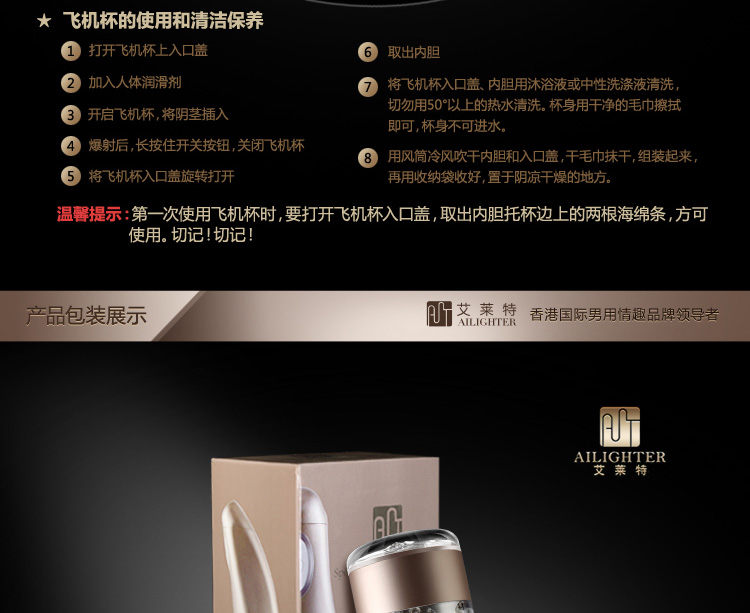 ★ 飞机杯的使用和清洁保养
1 打开飞机杯上入口盖
2 加入人体润滑剂
3 开启飞机杯,将阴茎插入
4 爆射后,长按住开关按钮,关闭飞机杯
5 将飞机杯入口盖旋转打开
6 取出内胆
7 将飞机杯入口盖、内胆用沐浴液或中性洗涤液清洗,
切勿用50°以上的热水清洗。杯身用干净的毛巾擦拭
即可,杯身不可进水。
8 用风筒冷风吹干内胆和入口盖,干毛巾抹干,组装起来,
再用收纳袋收好,置于阴凉干燥的地方。
温馨提示:第一次使用飞机杯时,要打开飞机杯入口盖,取出内胆托杯边上的两根海绵条,方可
使用。切记!切记!
产品包装展示
艾莱特
AILIGHTER
香港国际男用情趣品牌领导者
AILIGHTER
艾莱特